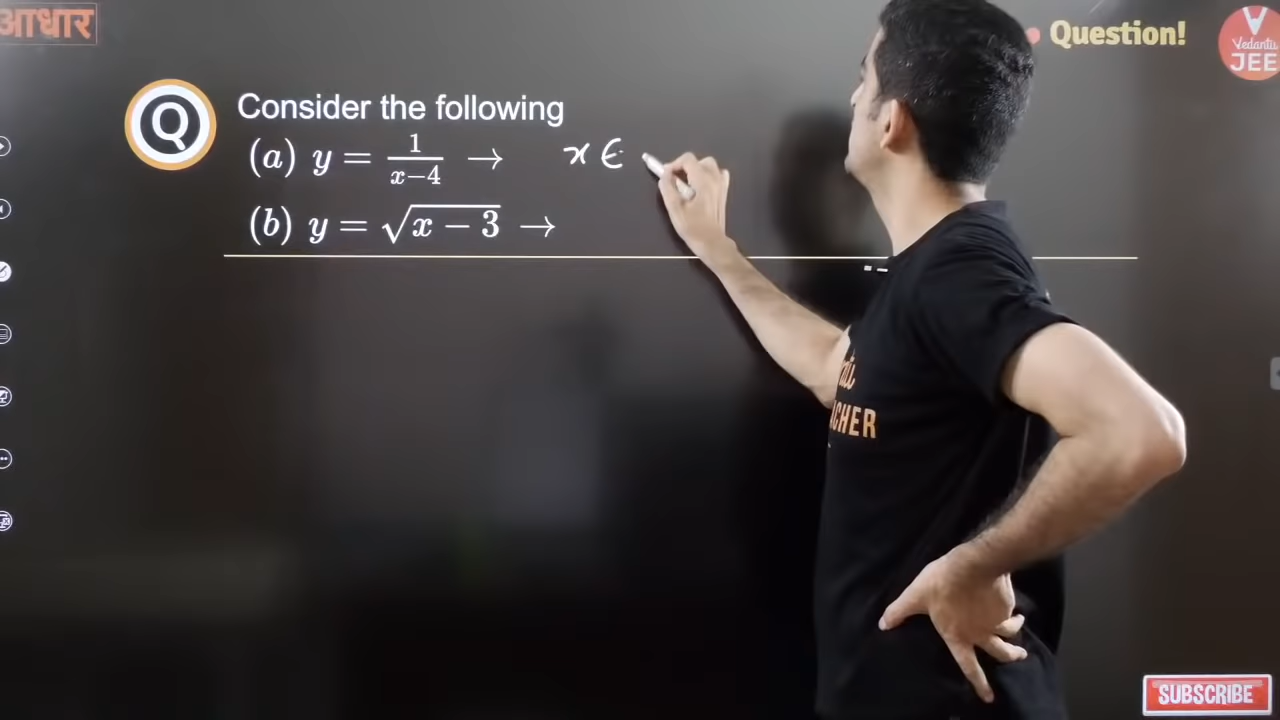 आधार
Question!
Vedantu
JEE
Q
Consider the following
(a) y = 1/(x−4) → x ∈
(b) y = √(x − 3) →
CHER
SUBSCRIBE